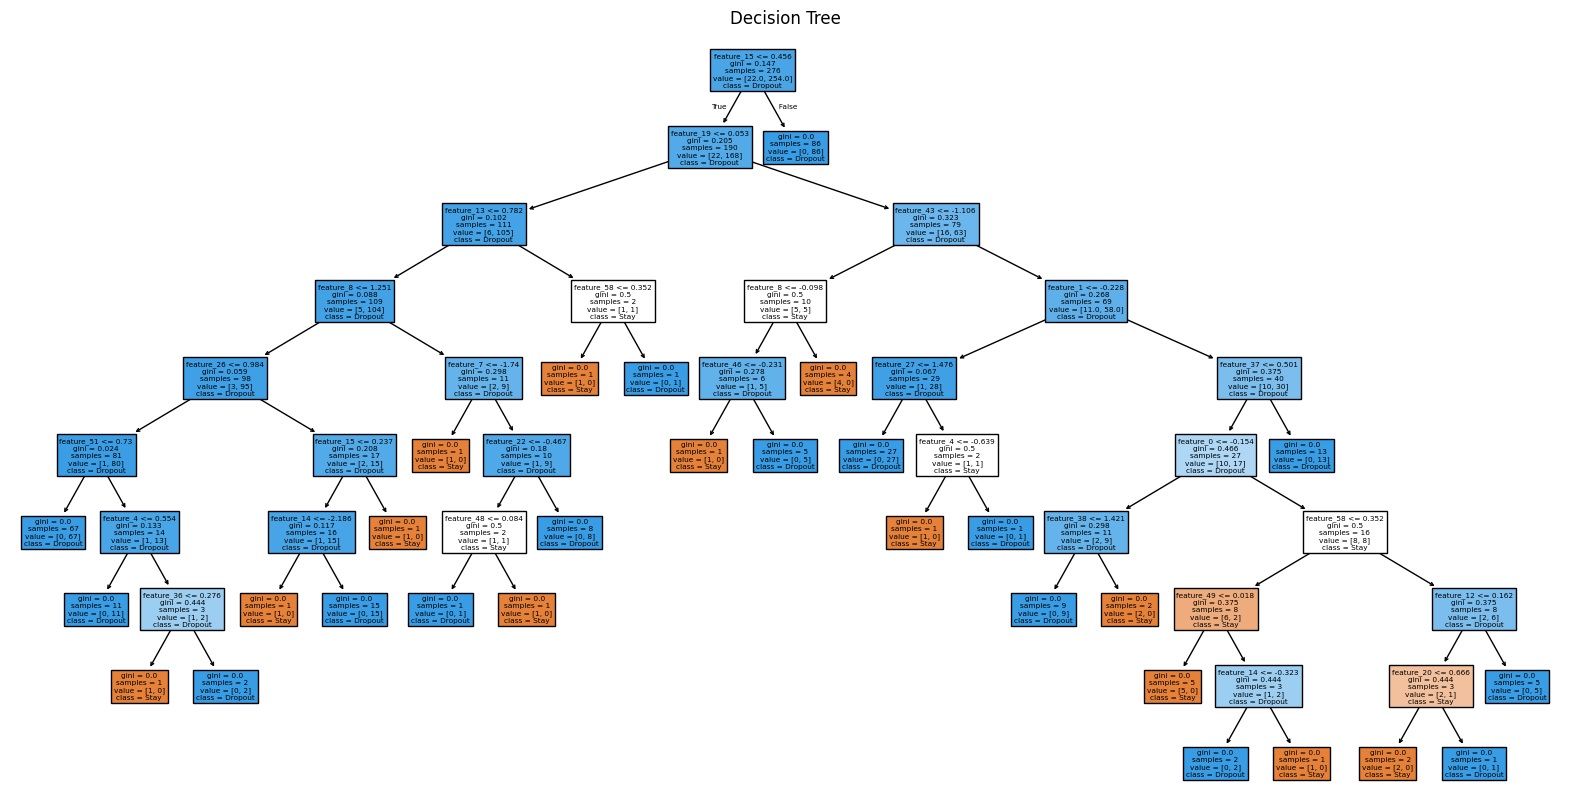 Decision Tree
feature_15 <= 0.456
gini = 0.147
samples = 276
value = [22.0, 254.0]
class = Dropout
True
False
feature_19 <= 0.053
gini = 0.205
samples = 190
value = [22, 168]
class = Dropout
gini = 0.0
samples = 86
value = [0, 86]
class = Dropout
feature_13 <= 0.782
gini = 0.102
samples = 111
value = [6, 105]
class = Dropout
feature_43 <= -1.106
gini = 0.323
samples = 79
value = [16, 63]
class = Dropout
feature_8 <= 1.251
gini = 0.088
samples = 109
value = [5, 104]
class = Dropout
feature_58 <= 0.352
gini = 0.5
samples = 2
value = [1, 1]
class = Stay
feature_8 <= -0.098
gini = 0.5
samples = 10
value = [5, 5]
class = Stay
feature_1 <= -0.228
gini = 0.268
samples = 69
value = [11.0, 58.0]
class = Dropout
feature_26 <= 0.984
gini = 0.059
samples = 98
value = [3, 95]
class = Dropout
feature_7 <= -1.74
gini = 0.298
samples = 11
value = [2, 9]
class = Dropout
gini = 0.0
samples = 1
value = [1, 0]
class = Stay
gini = 0.0
samples = 1
value = [0, 1]
class = Dropout
feature_46 <= -0.231
gini = 0.278
samples = 6
value = [1, 5]
class = Dropout
gini = 0.0
samples = 4
value = [4, 0]
class = Stay
feature_27 <= 1.476
gini = 0.067
samples = 29
value = [1, 28]
class = Dropout
feature_37 <= 0.501
gini = 0.375
samples = 40
value = [10, 30]
class = Dropout
feature_51 <= 0.73
gini = 0.024
samples = 81
value = [1, 80]
class = Dropout
feature_15 <= 0.237
gini = 0.208
samples = 17
value = [2, 15]
class = Dropout
gini = 0.0
samples = 1
value = [1, 0]
class = Stay
feature_22 <= -0.467
gini = 0.18
samples = 10
value = [1, 9]
class = Dropout
gini = 0.0
samples = 1
value = [1, 0]
class = Stay
gini = 0.0
samples = 5
value = [0, 5]
class = Dropout
gini = 0.0
samples = 27
value = [0, 27]
class = Dropout
feature_4 <= -0.639
gini = 0.5
samples = 2
value = [1, 1]
class = Stay
feature_0 <= -0.154
gini = 0.466
samples = 27
value = [10, 17]
class = Dropout
gini = 0.0
samples = 13
value = [0, 13]
class = Dropout
gini = 0.0
samples = 67
value = [0, 67]
class = Dropout
feature_4 <= 0.554
gini = 0.133
samples = 14
value = [1, 13]
class = Dropout
feature_14 <= -2.186
gini = 0.117
samples = 16
value = [1, 15]
class = Dropout
gini = 0.0
samples = 1
value = [1, 0]
class = Stay
feature_48 <= 0.084
gini = 0.5
samples = 2
value = [1, 1]
class = Stay
gini = 0.0
samples = 8
value = [0, 8]
class = Dropout
gini = 0.0
samples = 1
value = [1, 0]
class = Stay
gini = 0.0
samples = 1
value = [0, 1]
class = Dropout
feature_38 <= 1.421
gini = 0.298
samples = 11
value = [2, 9]
class = Dropout
feature_58 <= 0.352
gini = 0.5
samples = 16
value = [8, 8]
class = Stay
gini = 0.0
samples = 11
value = [0, 11]
class = Dropout
feature_36 <= 0.276
gini = 0.444
samples = 3
value = [1, 2]
class = Dropout
gini = 0.0
samples = 1
value = [1, 0]
class = Stay
gini = 0.0
samples = 15
value = [0, 15]
class = Dropout
gini = 0.0
samples = 1
value = [0, 1]
class = Dropout
gini = 0.0
samples = 1
value = [1, 0]
class = Stay
gini = 0.0
samples = 9
value = [0, 9]
class = Dropout
gini = 0.0
samples = 2
value = [2, 0]
class = Stay
feature_49 <= 0.018
gini = 0.375
samples = 8
value = [6, 2]
class = Stay
feature_12 <= 0.162
gini = 0.375
samples = 8
value = [2, 6]
class = Dropout
gini = 0.0
samples = 1
value = [1, 0]
class = Stay
gini = 0.0
samples = 2
value = [0, 2]
class = Dropout
gini = 0.0
samples = 5
value = [5, 0]
class = Stay
feature_14 <= -0.323
gini = 0.444
samples = 3
value = [1, 2]
class = Dropout
feature_20 <= 0.666
gini = 0.444
samples = 3
value = [2, 1]
class = Stay
gini = 0.0
samples = 5
value = [0, 5]
class = Dropout
gini = 0.0
samples = 2
value = [0, 2]
class = Dropout
gini = 0.0
samples = 1
value = [1, 0]
class = Stay
gini = 0.0
samples = 2
value = [2, 0]
class = Stay
gini = 0.0
samples = 1
value = [0, 1]
class = Dropout